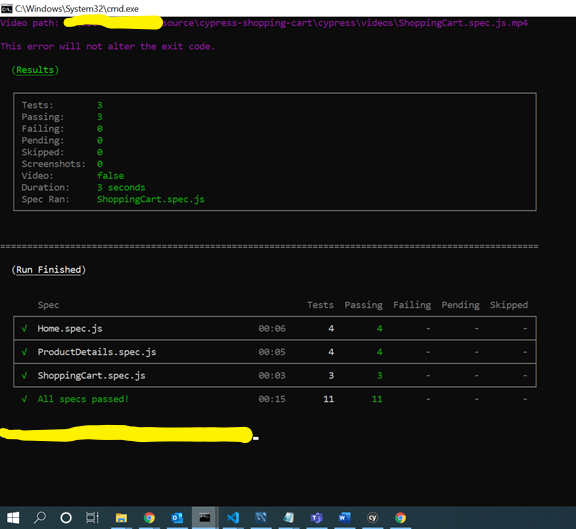 C:\Windows\System32\cmd.exe
Video path: source\cypress-shopping-cart\cypress\videos\ShoppingCart.spec.js.mp4
This error will not alter the exit code.
(Results)
Tests: 3
Passing: 3
Failing: 0
Pending: 0
Skipped: 0
Screenshots: 0
Video: false
Duration: 3 seconds
Spec Ran: ShoppingCart.spec.js
================================================================================
(Run Finished)
Spec Tests Passing Failing Pending Skipped
√ Home.spec.js 00:06 4 4 - - -
√ ProductDetails.spec.js 00:05 4 4 - - -
√ ShoppingCart.spec.js 00:03 3 3 - - -
√ All specs passed! 00:15 11 11 - - -
cy